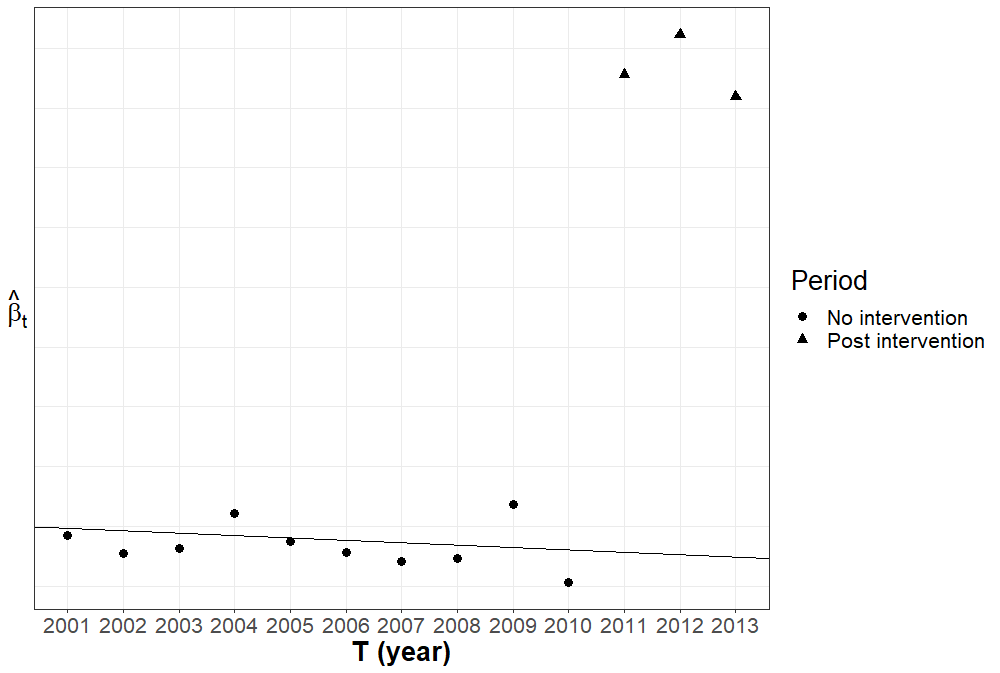 β̂t
2001 2002 2003 2004 2005 2006 2007 2008 2009 2010 2011 2012 2013
T (year)
Period
No intervention
Post intervention